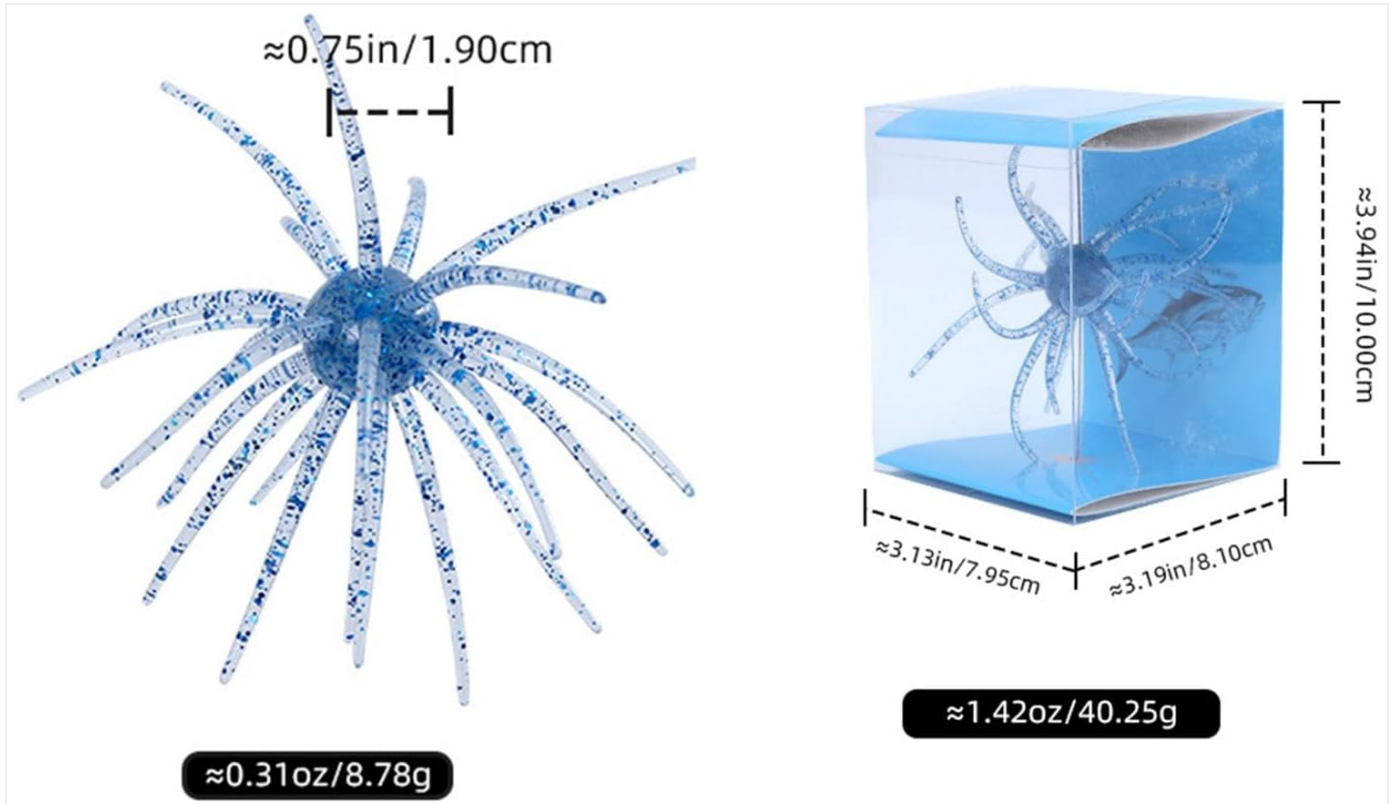 ≈0.75in/1.90cm
≈3.94in/10.00cm
≈3.13in/7.95cm
≈3.19in/8.10cm
≈1.42oz/40.25g
≈0.31oz/8.78g